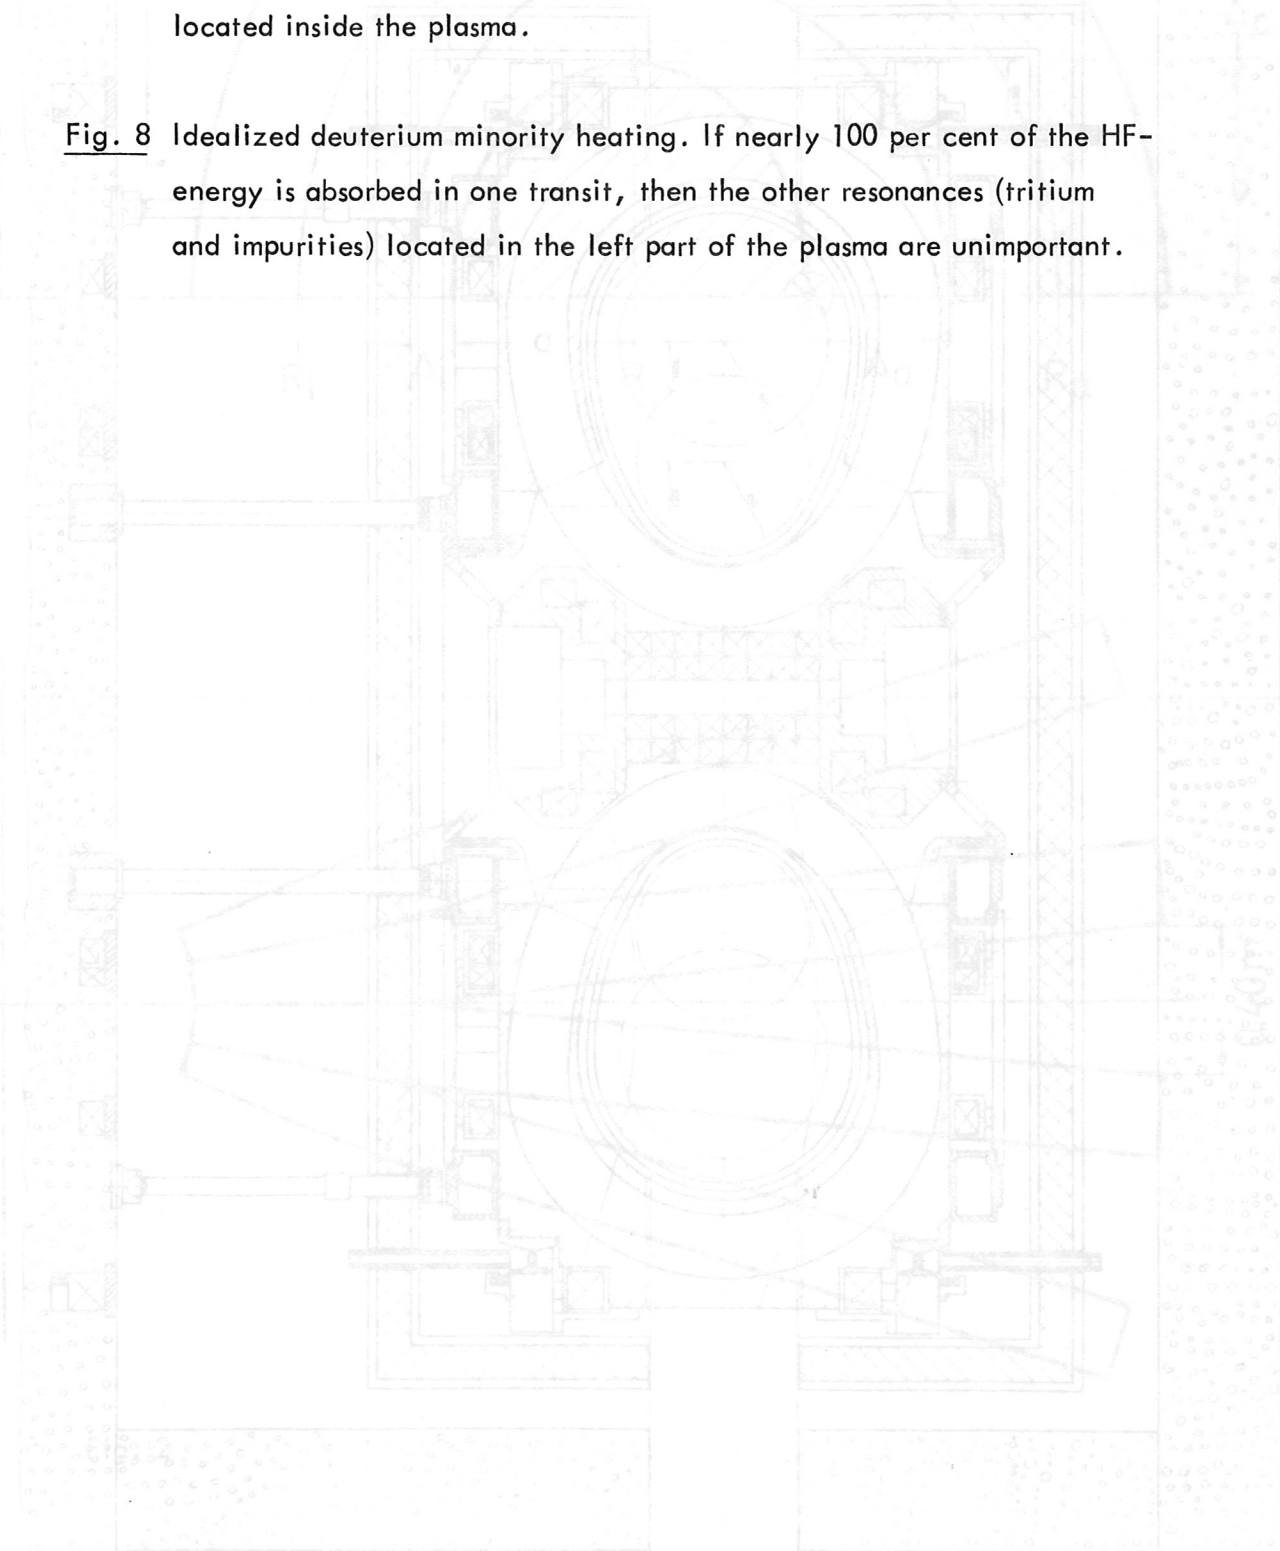 located inside the plasma.
Fig. 8 Idealized deuterium minority heating. If nearly 100 per cent of the HF-
energy is absorbed in one transit, then the other resonances (tritium
and impurities) located in the left part of the plasma are unimportant.